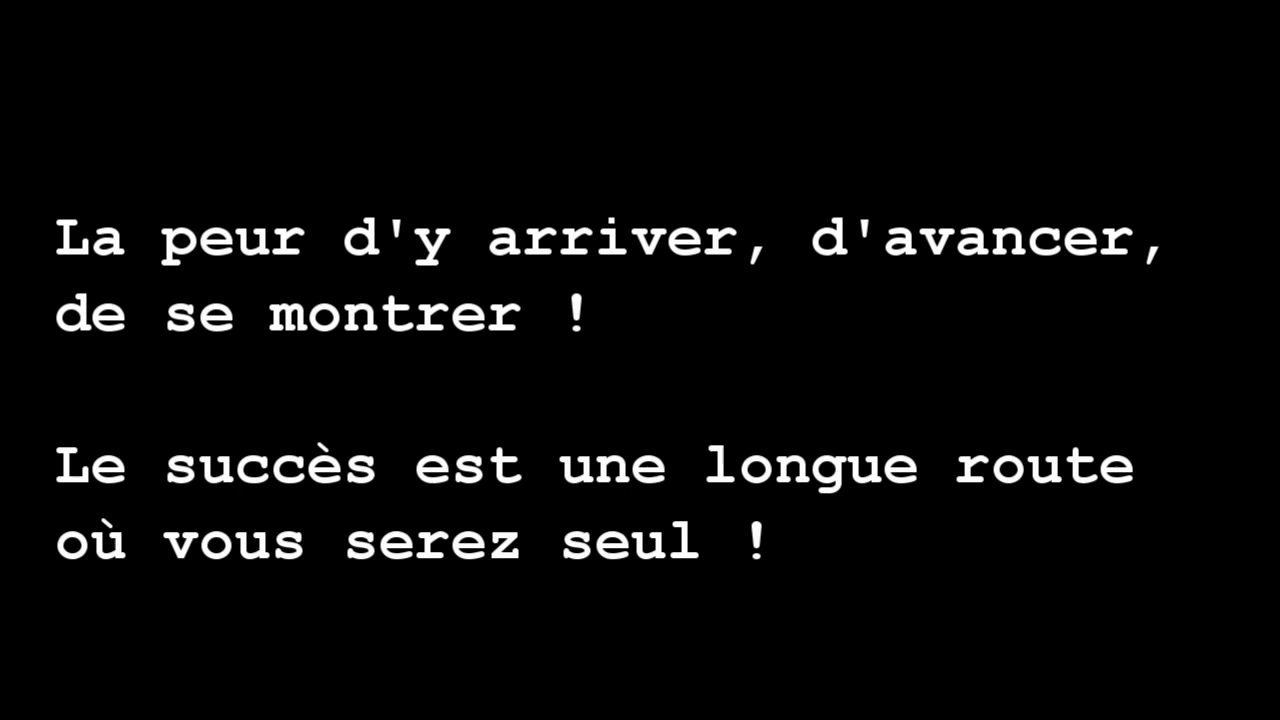 La peur d'y arriver, d'avancer,
de se montrer !
Le succès est une longue route
où vous serez seul !